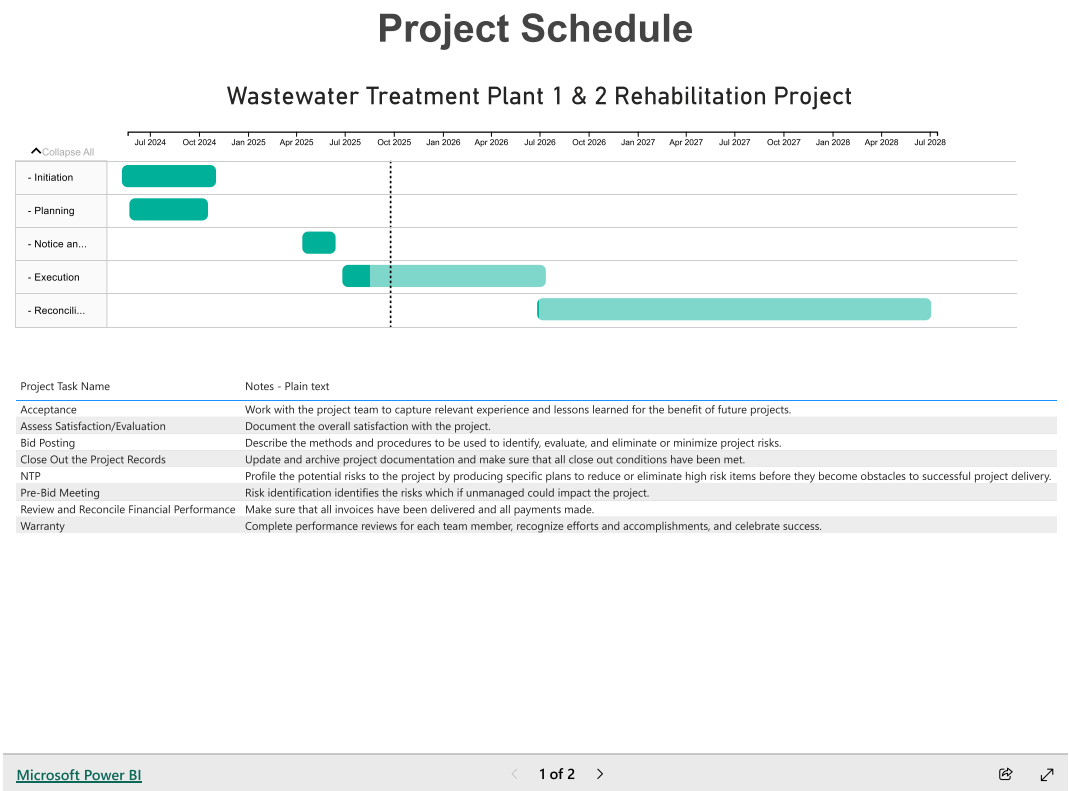 Project Schedule
Wastewater Treatment Plant 1 & 2 Rehabilitation Project
Jul 2024 Oct 2024 Jan 2025 Apr 2025 Jul 2025 Oct 2025 Jan 2026 Apr 2026 Jul 2026 Oct 2026 Jan 2027 Apr 2027 Jul 2027 Oct 2027 Jan 2028 Apr 2028 Jul 2028
Collapse All
- Initiation
- Planning
- Notice an...
- Execution
- Reconcili...
Project Task Name Notes - Plain text
Acceptance Work with the project team to capture relevant experience and lessons learned for the benefit of future projects.
Assess Satisfaction/Evaluation Document the overall satisfaction with the project.
Bid Posting Describe the methods and procedures to be used to identify, evaluate, and eliminate or minimize project risks.
Close Out the Project Records Update and archive project documentation and make sure that all close out conditions have been met.
NTP Profile the potential risks to the project by producing specific plans to reduce or eliminate high risk items before they become obstacles to successful project delivery.
Pre-Bid Meeting Risk identification identifies the risks which if unmanaged could impact the project.
Review and Reconcile Financial Performance Make sure that all invoices have been delivered and all payments made.
Warranty Complete performance reviews for each team member, recognize efforts and accomplishments, and celebrate success.
Microsoft Power BI 1 of 2